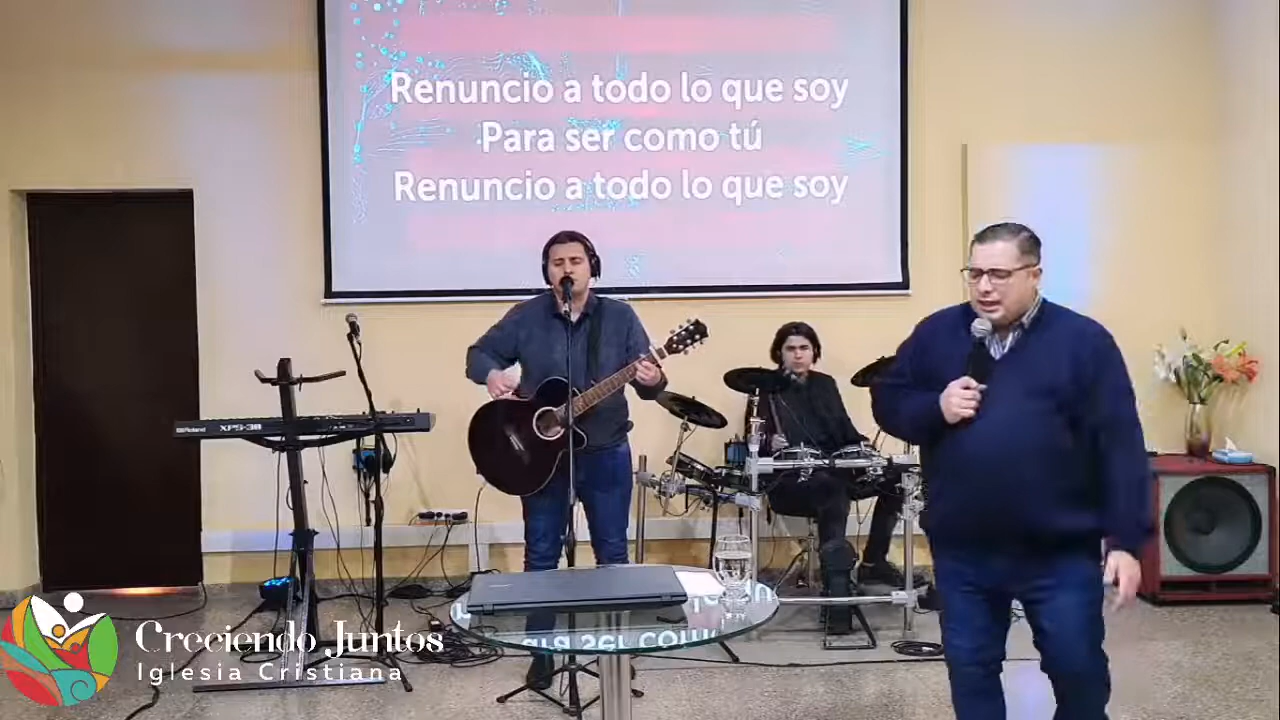 Renuncio a todo lo que soy
Para ser como tú
Renuncio a todo lo que soy
Roland
XPS-30
Creciendo Juntos
Iglesia Cristiana